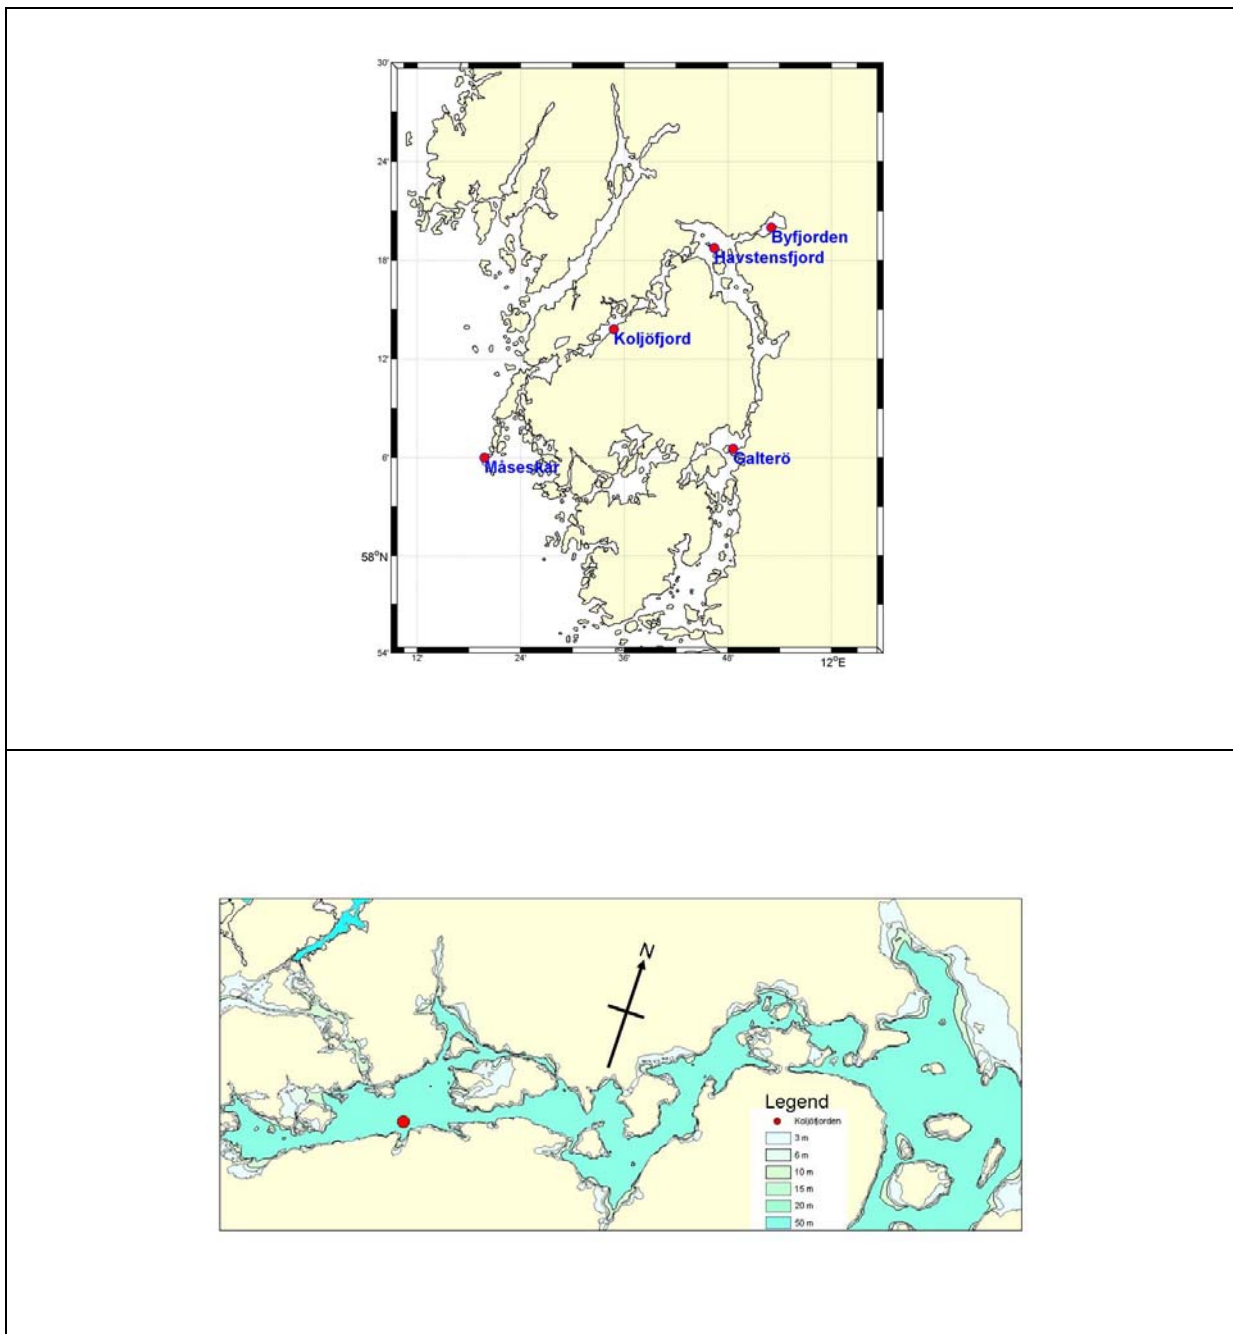 30'
24'
Byfjorden
Havstensfjord
18'
Koljöfjord
12'
Galterö
6'
Måseskär
58°N
54'
12'
24'
36'
48'
12°E
N
Legend
Koljöfjorden
3 m
6 m
10 m
15 m
20 m
50 m